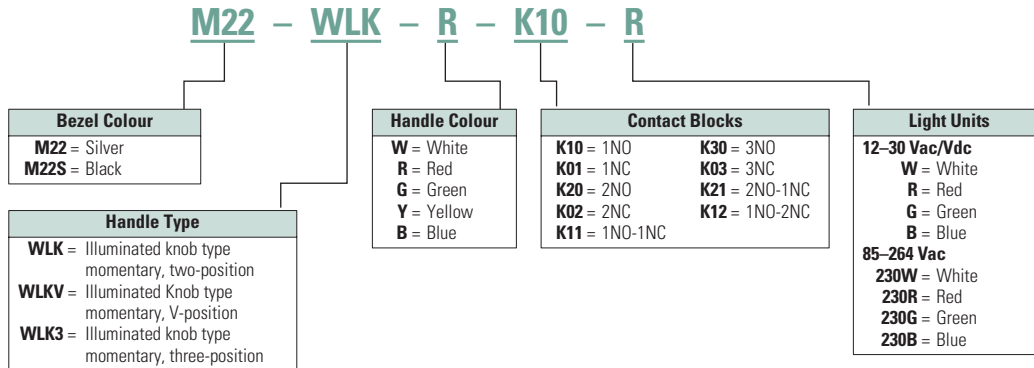 M22 – WLK – R – K10 – R
Bezel Colour
M22 = Silver
M22S = Black
Handle Type
WLK = Illuminated knob type
momentary, two-position
WLKV = Illuminated Knob type
momentary, V-position
WLK3 = Illuminated knob type
momentary, three-position
Handle Colour
W = White
R = Red
G = Green
Y = Yellow
B = Blue
Contact Blocks
K10 = 1NO
K01 = 1NC
K20 = 2NO
K02 = 2NC
K11 = 1NO-1NC
K30 = 3NO
K03 = 3NC
K21 = 2NO-1NC
K12 = 1NO-2NC
Light Units
12–30 Vac/Vdc
W = White
R = Red
G = Green
B = Blue
85–264 Vac
230W = White
230R = Red
230G = Green
230B = Blue